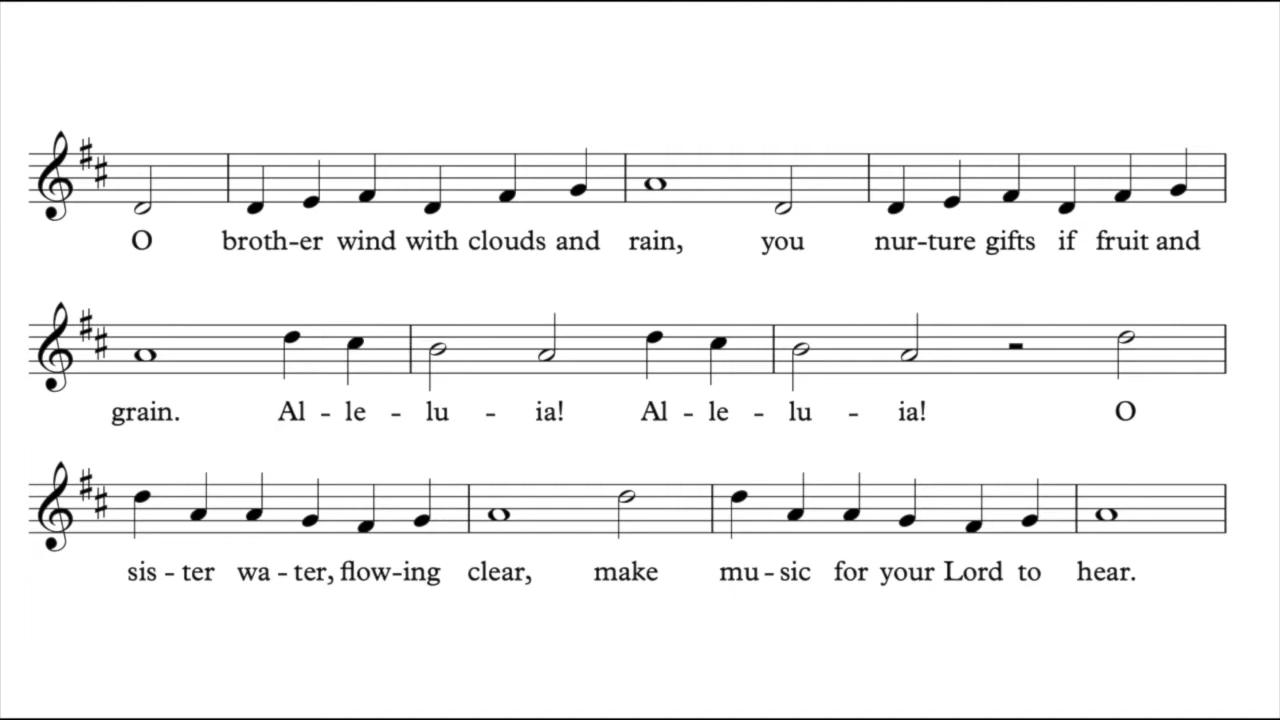 O broth-er wind with clouds and rain, you nur-ture gifts if fruit and
grain. Al - le - lu - ia! Al - le - lu - ia! O
sis - ter wa - ter, flow-ing clear, make mu - sic for your Lord to hear.